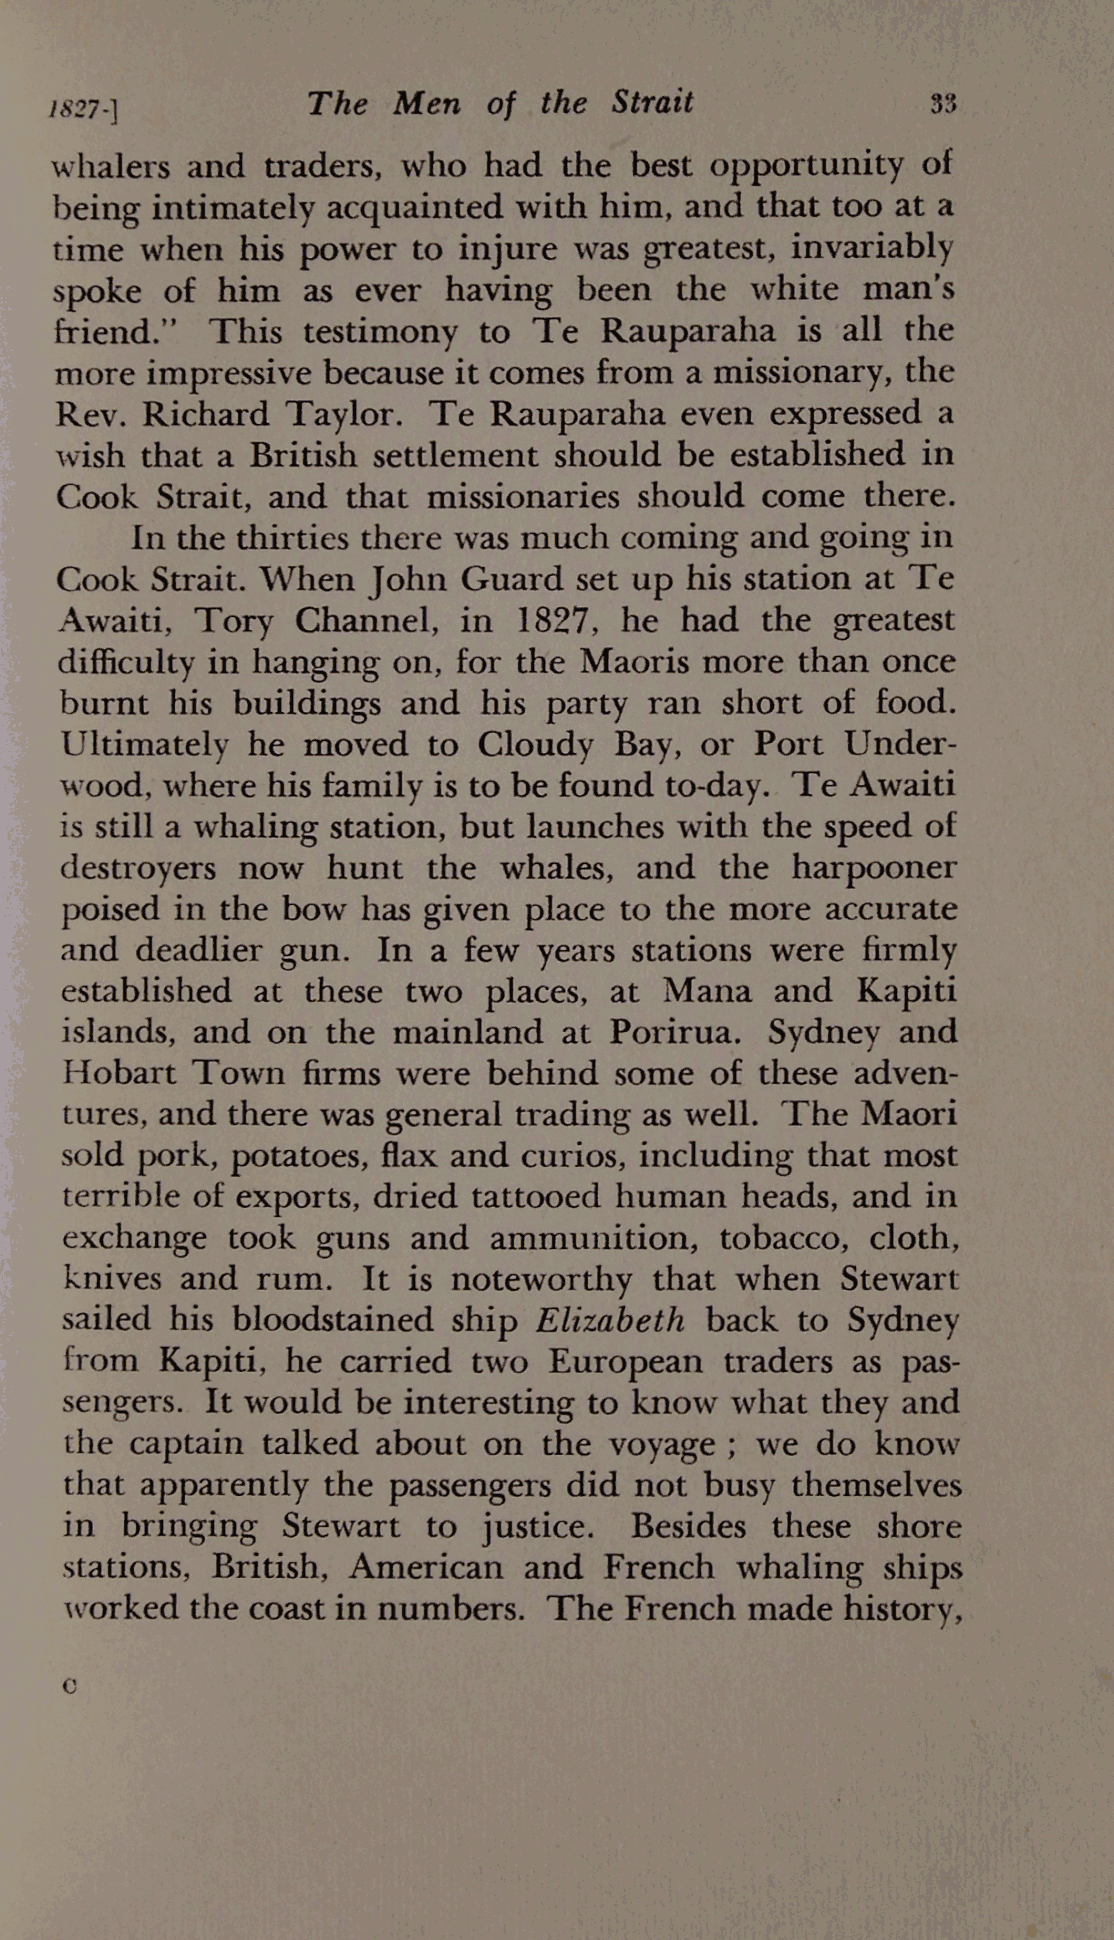 1827-] The Men of the Strait 33
whalers and traders, who had the best opportunity of
being intimately acquainted with him, and that too at a
time when his power to injure was greatest, invariably
spoke of him as ever having been the white man's
friend." This testimony to Te Rauparaha is all the
more impressive because it comes from a missionary, the
Rev. Richard Taylor. Te Rauparaha even expressed a
wish that a British settlement should be established in
Cook Strait, and that missionaries should come there.
In the thirties there was much coming and going in
Cook Strait. When John Guard set up his station at Te
Awaiti, Tory Channel, in 1827, he had the greatest
difficulty in hanging on, for the Maoris more than once
burnt his buildings and his party ran short of food.
Ultimately he moved to Cloudy Bay, or Port Under-
wood, where his family is to be found to-day. Te Awaiti
is still a whaling station, but launches with the speed of
destroyers now hunt the whales, and the harpooner
poised in the bow has given place to the more accurate
and deadlier gun. In a few years stations were firmly
established at these two places, at Mana and Kapiti
islands, and on the mainland at Porirua. Sydney and
Hobart Town firms were behind some of these adven-
tures, and there was general trading as well. The Maori
sold pork, potatoes, flax and curios, including that most
terrible of exports, dried tattooed human heads, and in
exchange took guns and ammunition, tobacco, cloth,
knives and rum. It is noteworthy that when Stewart
sailed his bloodstained ship Elizabeth back to Sydney
from Kapiti, he carried two European traders as pas-
sengers. It would be interesting to know what they and
the captain talked about on the voyage ; we do know
that apparently the passengers did not busy themselves
in bringing Stewart to justice. Besides these shore
stations, British, American and French whaling ships
worked the coast in numbers. The French made history,
C